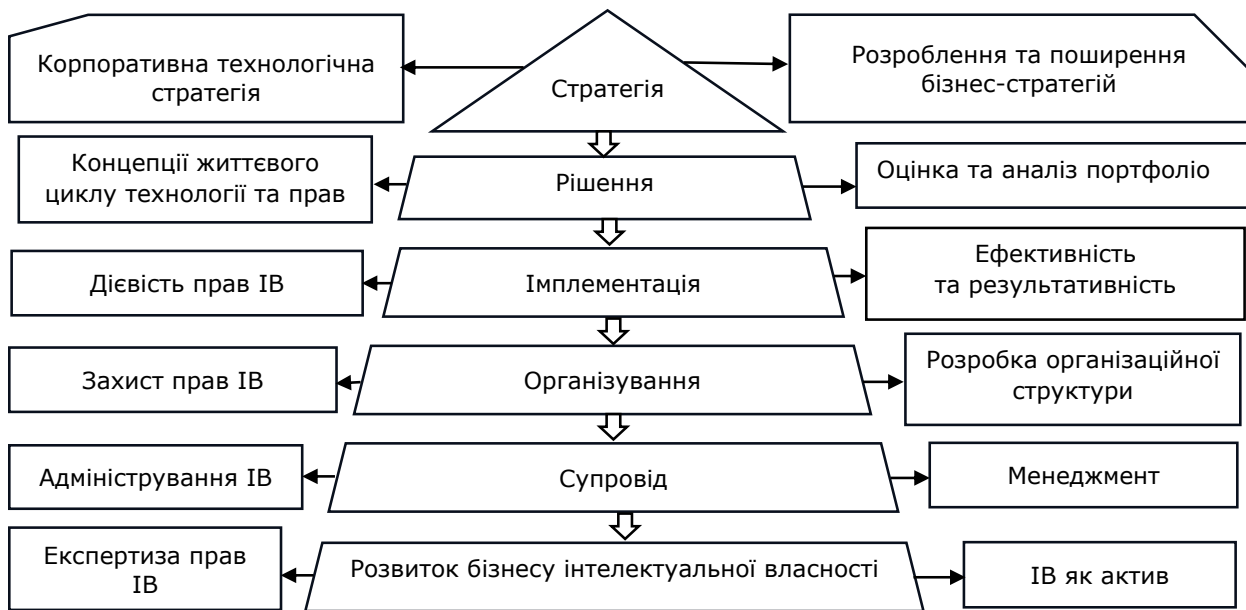 Корпоративна технологічна
стратегія
Стратегія
Розроблення та поширення
бізнес-стратегій
Концепції життєвого
циклу технології та прав
Рішення
Оцінка та аналіз портфоліо
Дієвість прав ІВ
Імплементація
Ефективність
та результативність
Захист прав ІВ
Організування
Розробка організаційної
структури
Адміністрування ІВ
Супровід
Менеджмент
Експертиза прав
ІВ
Розвиток бізнесу інтелектуальної власності
ІВ як актив